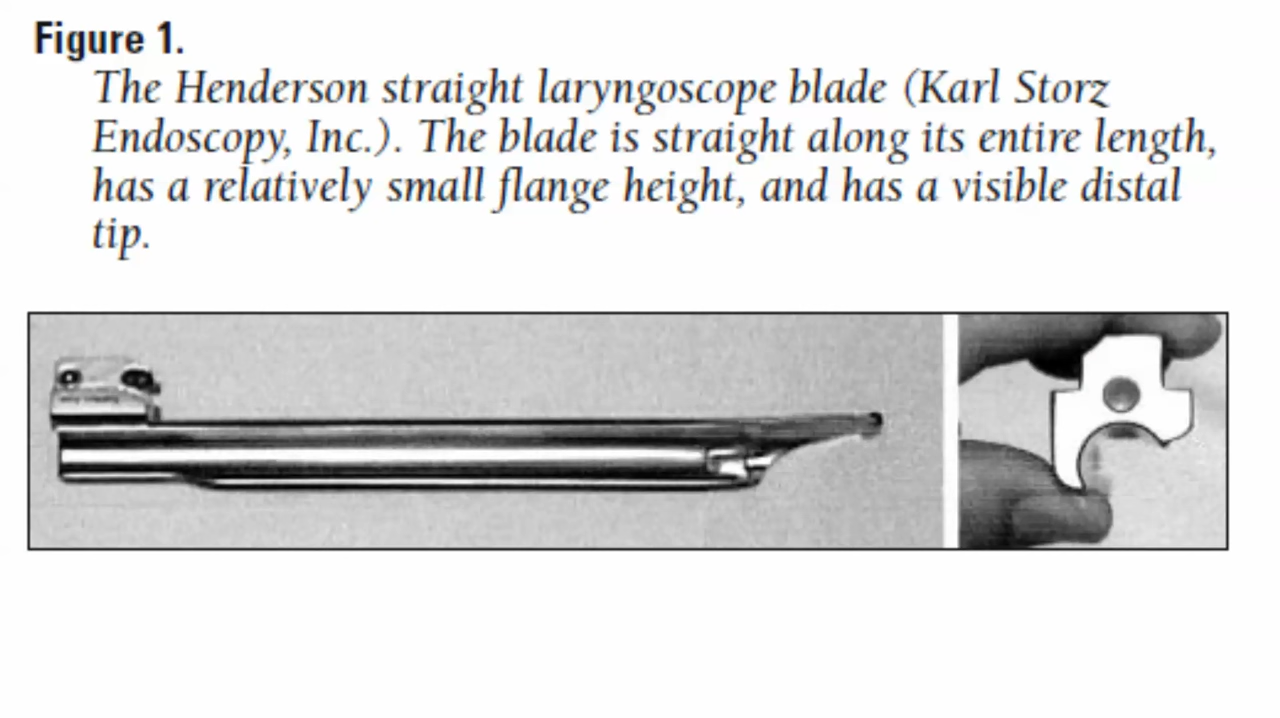 Figure 1.
The Henderson straight laryngoscope blade (Karl Storz
Endoscopy, Inc.). The blade is straight along its entire length,
has a relatively small flange height, and has a visible distal
tip.